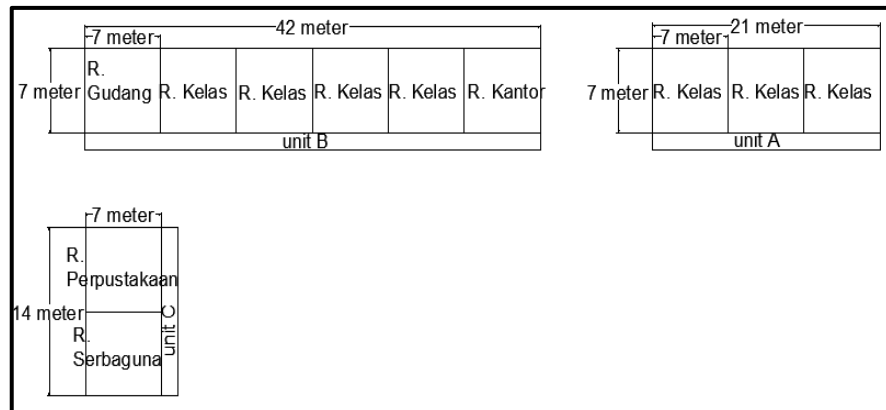 42 meter
7 meter
7 meter
R.
Gudang
R. Kelas
R. Kelas
R. Kelas
R. Kelas
R. Kantor
unit B
21 meter
7 meter
7 meter
R. Kelas
R. Kelas
R. Kelas
unit A
7 meter
R.
Perpustakaan
14 meter
R.
Serbaguna
unit C